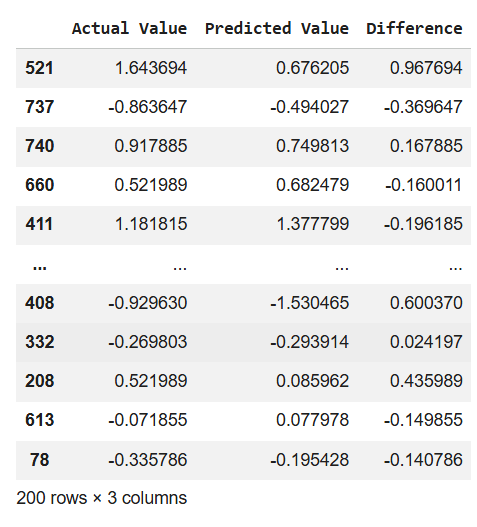 Actual Value Predicted Value Difference
521 1.643694 0.676205 0.967694
737 -0.863647 -0.494027 -0.369647
740 0.917885 0.749813 0.167885
660 0.521989 0.682479 -0.160011
411 1.181815 1.377799 -0.196185
... ... ... ...
408 -0.929630 -1.530465 0.600370
332 -0.269803 -0.293914 0.024197
208 0.521989 0.085962 0.435989
613 -0.071855 0.077978 -0.149855
78 -0.335786 -0.195428 -0.140786
200 rows × 3 columns